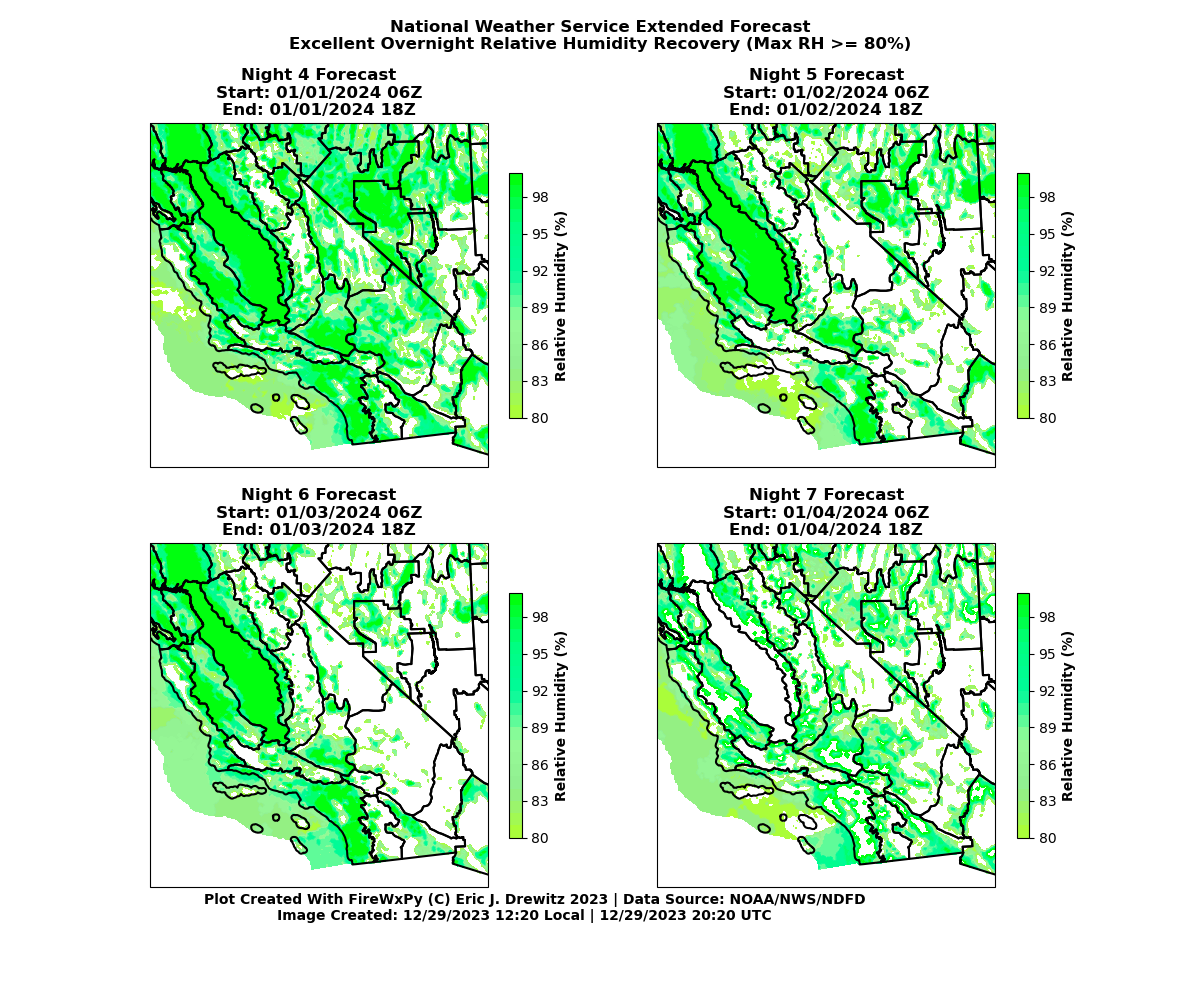 National Weather Service Extended Forecast
Excellent Overnight Relative Humidity Recovery (Max RH >= 80%)
Night 4 Forecast
Start: 01/01/2024 06Z
End: 01/01/2024 18Z
98
95
92
89
86
83
80
Relative Humidity (%)
Night 5 Forecast
Start: 01/02/2024 06Z
End: 01/02/2024 18Z
98
95
92
89
86
83
80
Relative Humidity (%)
Night 6 Forecast
Start: 01/03/2024 06Z
End: 01/03/2024 18Z
98
95
92
89
86
83
80
Relative Humidity (%)
Night 7 Forecast
Start: 01/04/2024 06Z
End: 01/04/2024 18Z
98
95
92
89
86
83
80
Relative Humidity (%)
Plot Created With FireWxPy (C) Eric J. Drewitz 2023 | Data Source: NOAA/NWS/NDFD
Image Created: 12/29/2023 12:20 Local | 12/29/2023 20:20 UTC